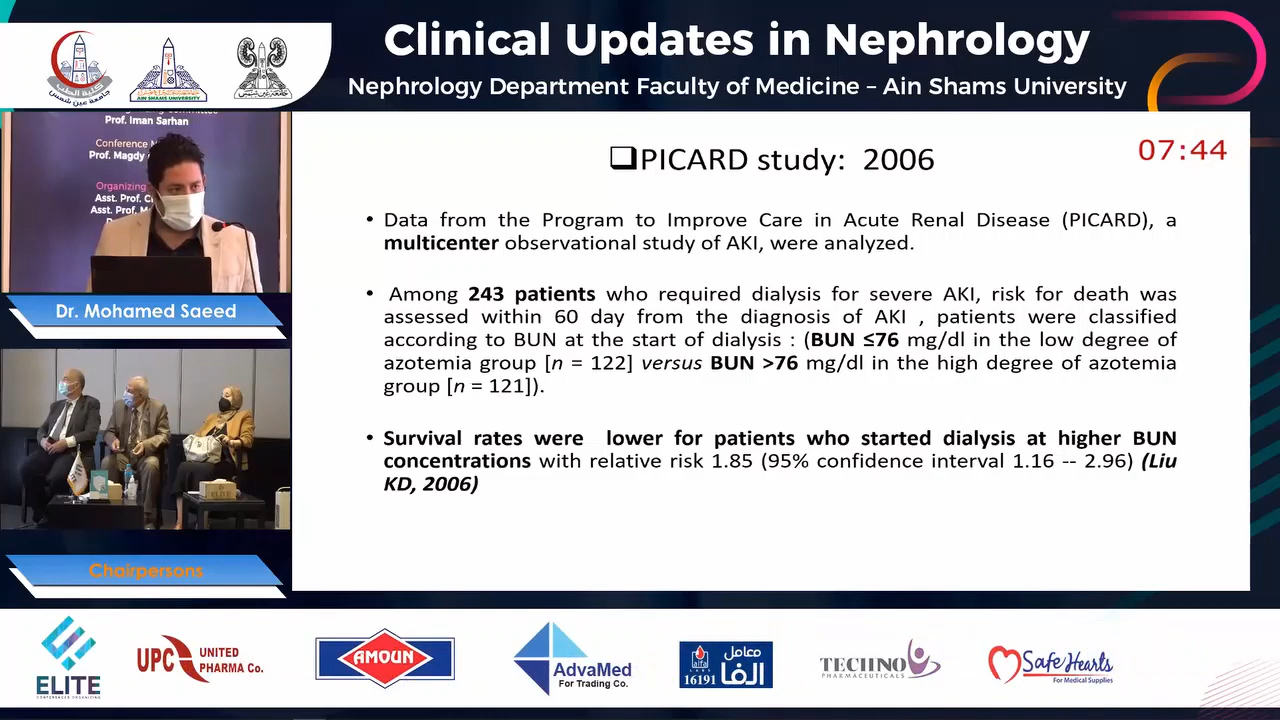 Clinical Updates in Nephrology
Nephrology Department Faculty of Medicine – Ain Shams University
AIN SHAMS UNIVERSITY
Prof. Iman Sarhan
Prof. Magdy
Organizing
Asst. Prof.
Asst. Prof.
Dr. Mohamed Saeed
Chairpersons
07:44
❑PICARD study: 2006
• Data from the Program to Improve Care in Acute Renal Disease (PICARD), a
multicenter observational study of AKI, were analyzed.
• Among 243 patients who required dialysis for severe AKI, risk for death was
assessed within 60 day from the diagnosis of AKI , patients were classified
according to BUN at the start of dialysis : (BUN ≤76 mg/dl in the low degree of
azotemia group [n = 122] versus BUN >76 mg/dl in the high degree of azotemia
group [n = 121]).
• Survival rates were lower for patients who started dialysis at higher BUN
concentrations with relative risk 1.85 (95% confidence interval 1.16 -- 2.96) (Liu
KD, 2006)
ELITE
UPC UNITED
PHARMA Co.
AMOUN
AdvaMed
For Trading Co.
معامل
الفا
alfa
16191
TECHNO
PHARMACEUTICALS
Safe Hearts
For Medical Supplies